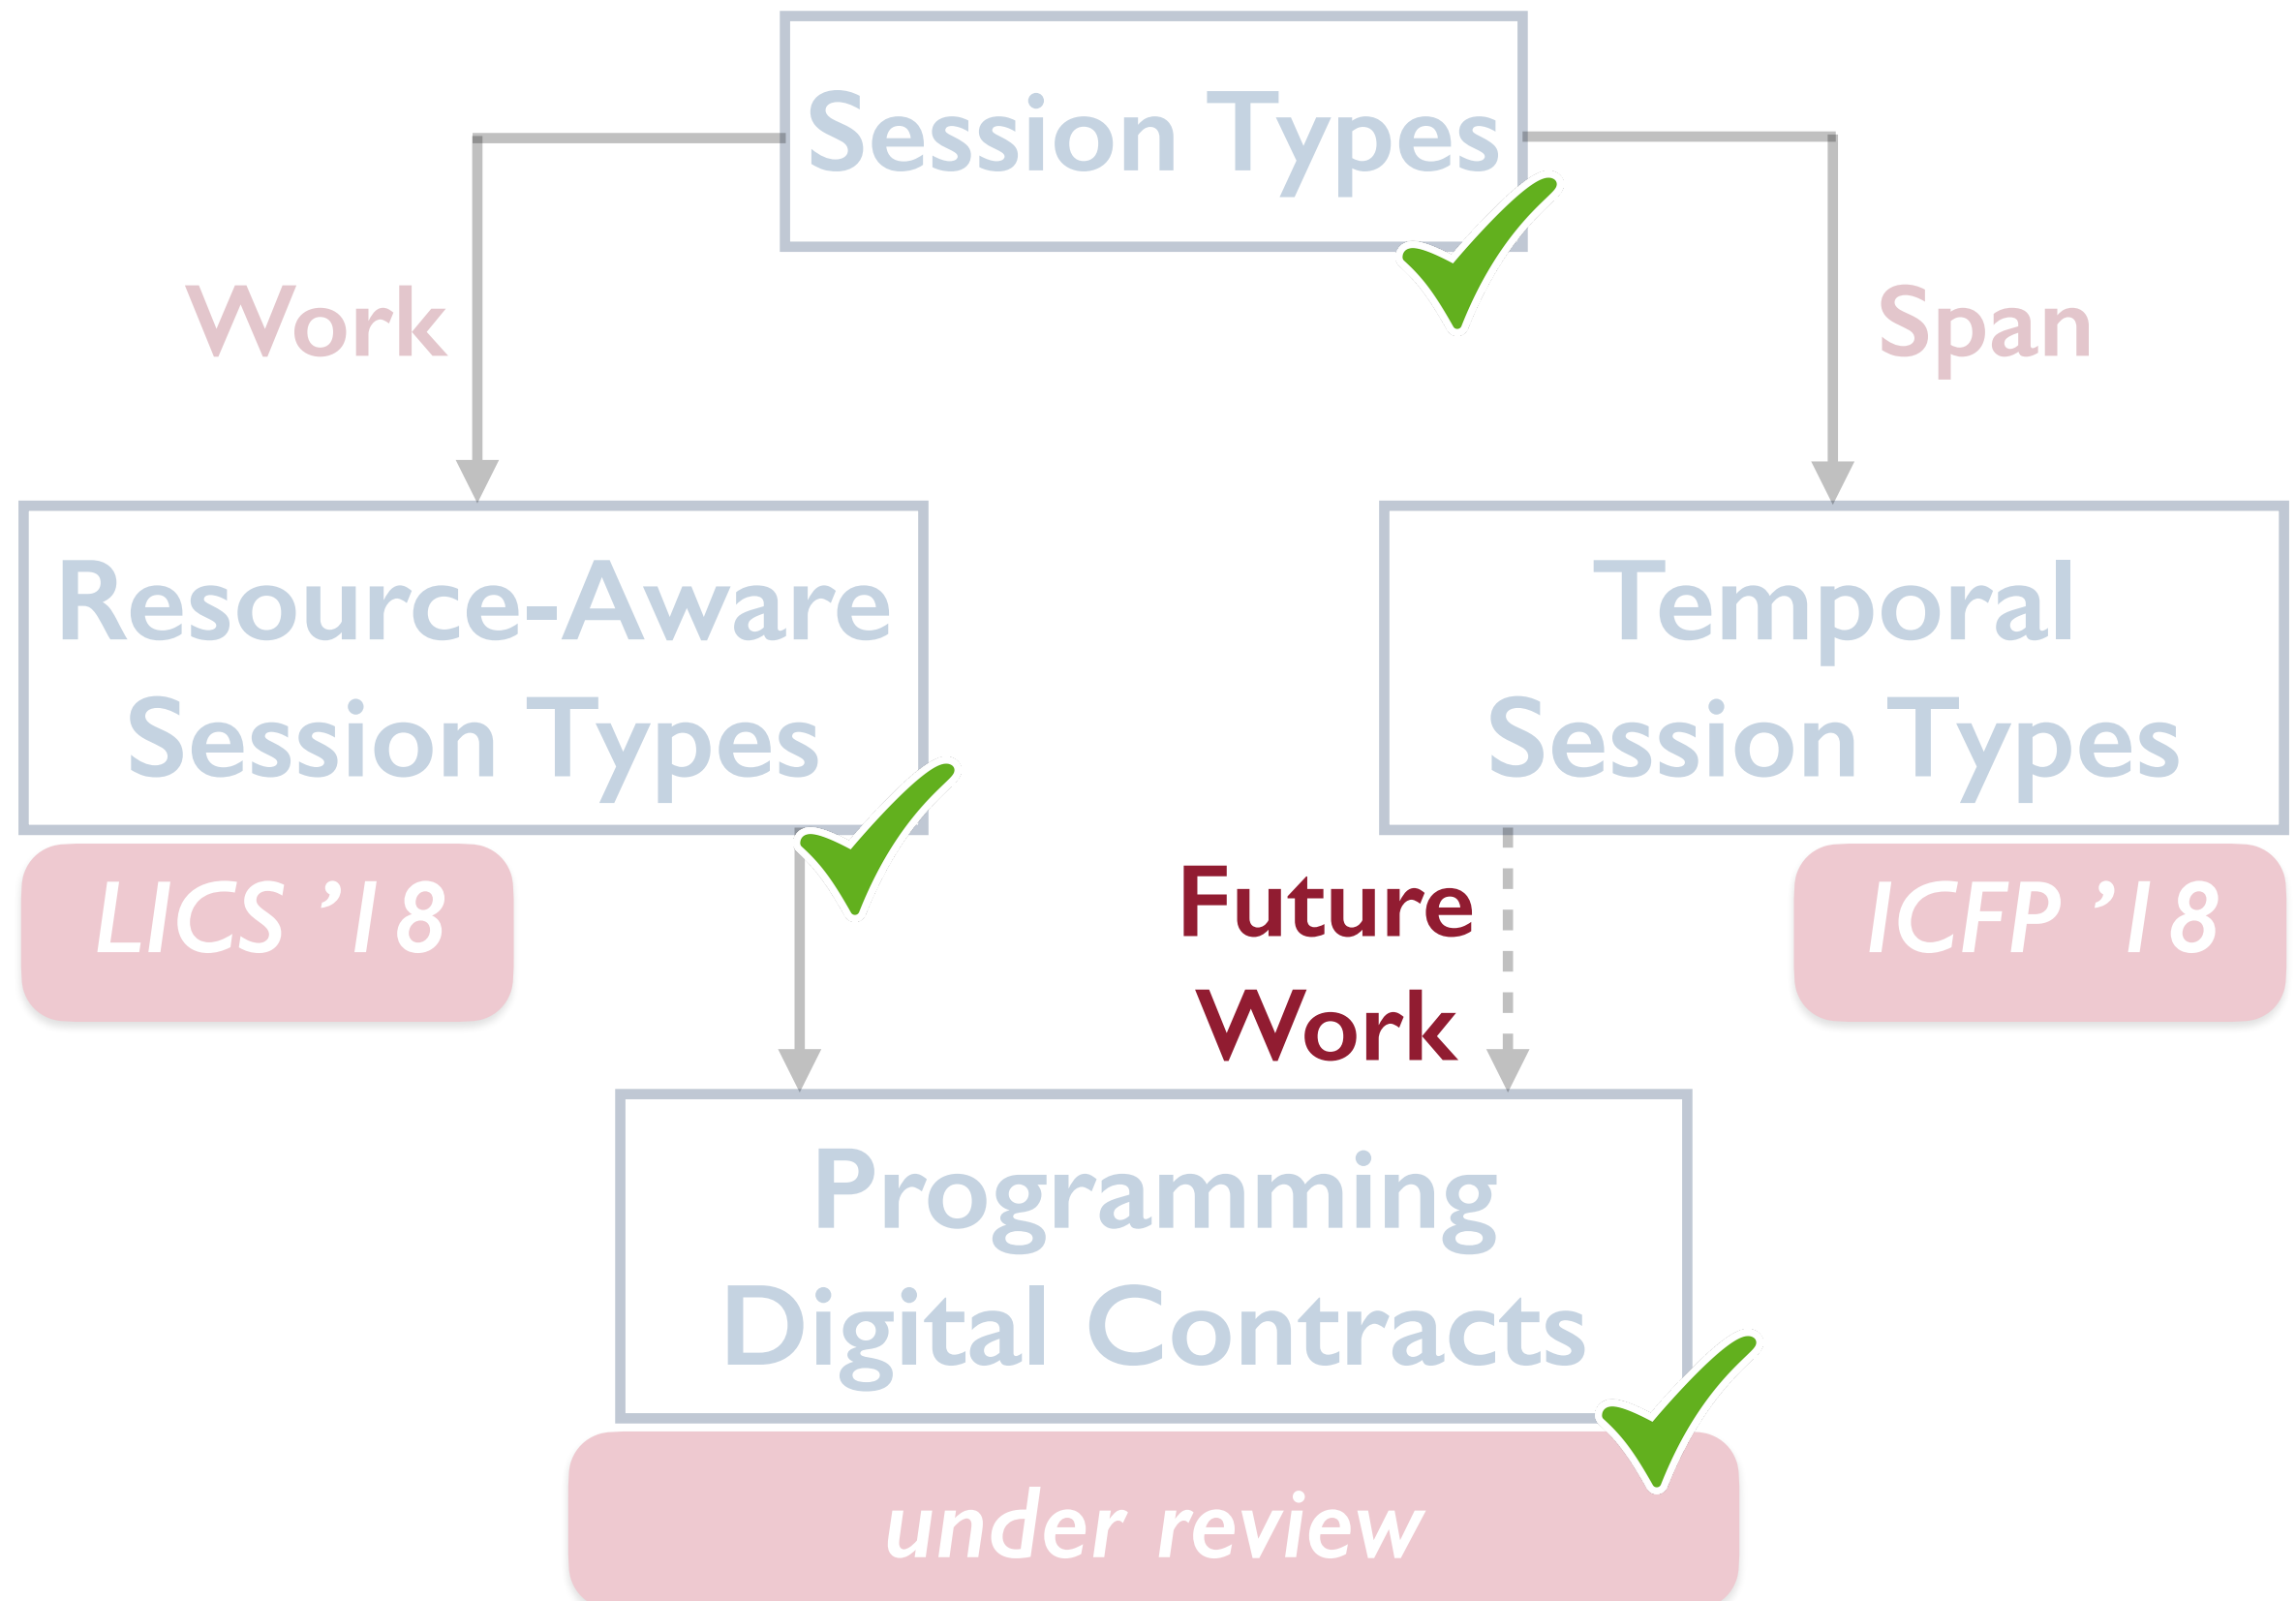 Session Types
Work
Span
Resource-Aware
Session Types
Temporal
Session Types
LICS ’18
Future
Work
ICFP ’18
Programming
Digital Contracts
under review